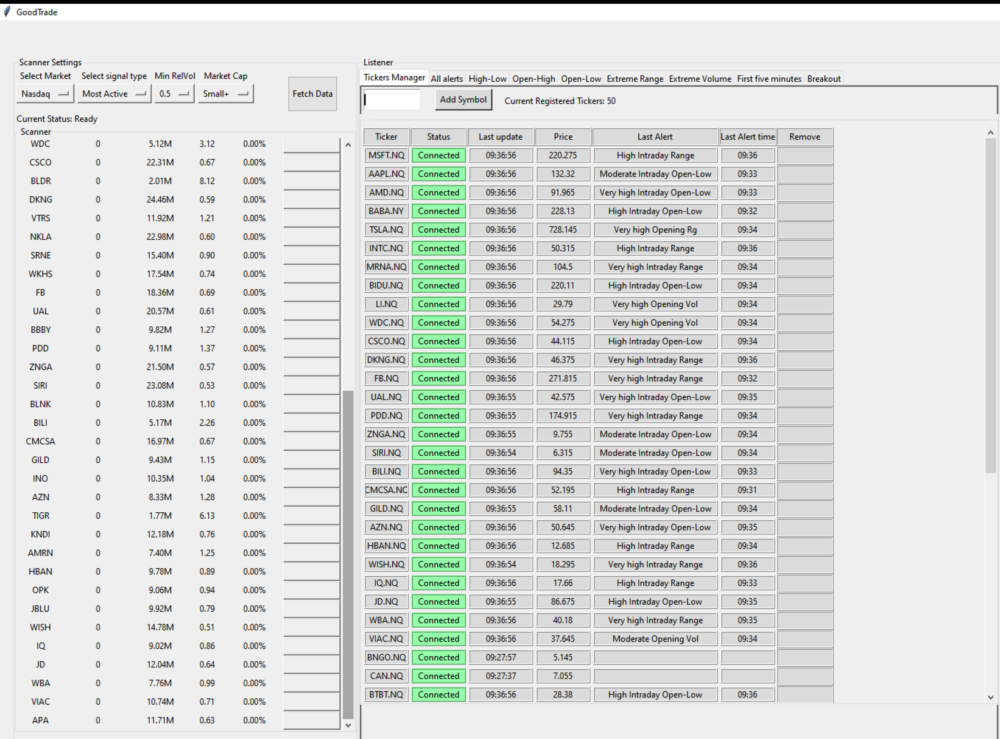 GoodTrade
Scanner Settings
Select Market Select signal type Min RelVol Market Cap
Nasdaq Most Active 0.5 Small+ Fetch Data
Current Status: Ready
Scanner
WDC 0 5.12M 3.12 0.00%
CSCO 0 22.31M 0.67 0.00%
BLDR 0 2.01M 8.12 0.00%
DKNG 0 24.46M 0.59 0.00%
VTRS 0 11.92M 1.21 0.00%
NKLA 0 22.98M 0.60 0.00%
SRNE 0 15.40M 0.90 0.00%
WKHS 0 17.54M 0.74 0.00%
FB 0 18.36M 0.69 0.00%
UAL 0 20.57M 0.61 0.00%
BBBY 0 9.82M 1.27 0.00%
PDD 0 9.11M 1.37 0.00%
ZNGA 0 21.50M 0.57 0.00%
SIRI 0 23.08M 0.53 0.00%
BLNK 0 10.83M 1.10 0.00%
BILI 0 5.17M 2.26 0.00%
CMCSA 0 16.97M 0.67 0.00%
GILD 0 9.43M 1.15 0.00%
INO 0 10.35M 1.04 0.00%
AZN 0 8.33M 1.28 0.00%
TIGR 0 1.77M 6.13 0.00%
KNDI 0 12.18M 0.76 0.00%
AMRN 0 7.40M 1.25 0.00%
HBAN 0 9.78M 0.89 0.00%
OPK 0 9.06M 0.94 0.00%
JBLU 0 9.92M 0.79 0.00%
WISH 0 14.78M 0.51 0.00%
IQ 0 9.02M 0.86 0.00%
JD 0 12.04M 0.64 0.00%
WBA 0 7.76M 0.99 0.00%
VIAC 0 10.74M 0.71 0.00%
APA 0 11.71M 0.63 0.00%
Listener
Tickers Manager All alerts High-Low Open-High Open-Low Extreme Range Extreme Volume First five minutes Breakout
Add Symbol Current Registered Tickers: 50
Ticker Status Last update Price Last Alert Last Alert time Remove
MSFT.NQ Connected 09:36:56 220.275 High Intraday Range 09:36
AAPL.NQ Connected 09:36:56 132.32 Moderate Intraday Open-Low 09:33
AMD.NQ Connected 09:36:56 91.965 Very high Intraday Open-Low 09:33
BABA.NY Connected 09:36:56 228.13 High Intraday Open-Low 09:32
TSLA.NQ Connected 09:36:56 728.145 Very high Opening Rg 09:34
INTC.NQ Connected 09:36:56 50.315 High Intraday Range 09:36
MRNA.NQ Connected 09:36:56 104.5 Very high Intraday Range 09:34
BIDU.NQ Connected 09:36:56 220.11 High Intraday Open-Low 09:34
LI.NQ Connected 09:36:56 29.79 Very high Opening Vol 09:34
WDC.NQ Connected 09:36:56 54.275 Very high Opening Vol 09:34
CSCO.NQ Connected 09:36:56 44.115 High Intraday Open-Low 09:34
DKNG.NQ Connected 09:36:56 46.375 Very high Intraday Range 09:36
FB.NQ Connected 09:36:56 271.815 Very high Intraday Range 09:32
UAL.NQ Connected 09:36:55 42.575 Very high Intraday Open-Low 09:35
PDD.NQ Connected 09:36:55 174.915 Very high Intraday Range 09:34
ZNGA.NQ Connected 09:36:55 9.755 Moderate Intraday Open-Low 09:34
SIRI.NQ Connected 09:36:54 6.315 Moderate Intraday Open-Low 09:34
BILI.NQ Connected 09:36:56 94.35 Very high Intraday Open-Low 09:33
CMCSA.NQ Connected 09:36:56 52.195 High Intraday Range 09:31
GILD.NQ Connected 09:36:55 58.11 Moderate Intraday Open-Low 09:34
AZN.NQ Connected 09:36:56 50.645 Very high Intraday Open-Low 09:35
HBAN.NQ Connected 09:36:56 12.685 High Intraday Range 09:34
WISH.NQ Connected 09:36:54 18.295 Very high Intraday Range 09:36
IQ.NQ Connected 09:36:56 17.66 High Intraday Range 09:33
JD.NQ Connected 09:36:55 86.675 High Intraday Open-Low 09:35
WBA.NQ Connected 09:36:56 40.18 Very high Intraday Range 09:35
VIAC.NQ Connected 09:36:56 37.645 Moderate Opening Vol 09:34
BNGO.NQ Connected 09:27:57 5.145
CAN.NQ Connected 09:27:37 7.055
BTBT.NQ Connected 09:36:56 28.38 High Intraday Open-Low 09:36